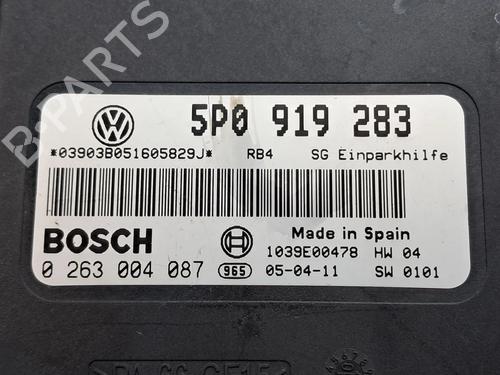 B-PARTS
5P0 919 283
*03903B051605829J* RB4 SG Einparkhilfe
BOSCH
Made in Spain
1039E00478 HW 04
0 263 004 087 965 05-04-11 SW 0101